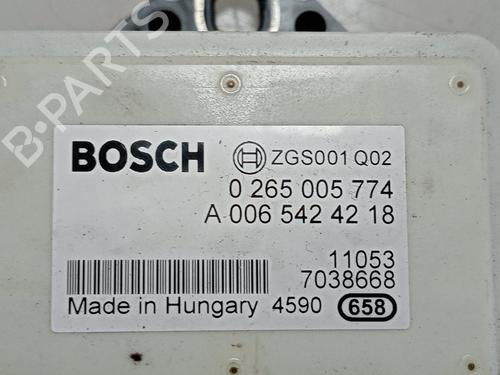 B-PARTS
BOSCH ZGS001 Q02
0 265 005 774
A 006 542 42 18
11053
7038668
Made in Hungary 4590 658